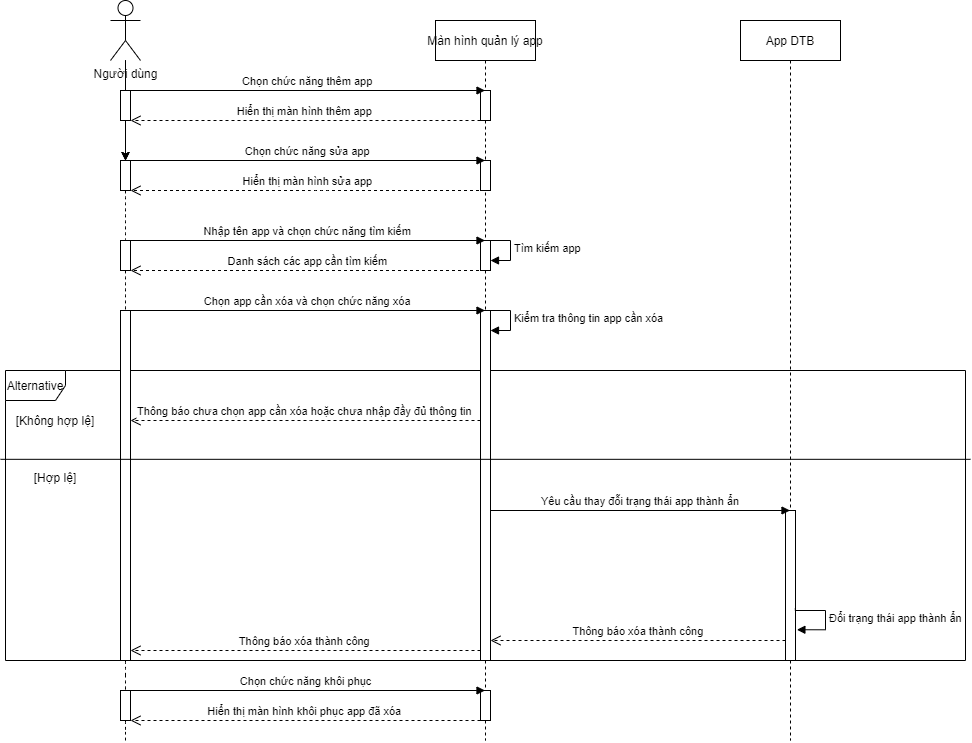 Màn hình quản lý app
App DTB
Người dùng
Chọn chức năng thêm app
Hiển thị màn hình thêm app
Chọn chức năng sửa app
Hiển thị màn hình sửa app
Nhập tên app và chọn chức năng tìm kiếm
Tìm kiếm app
Danh sách các app cần tìm kiếm
Chọn app cần xóa và chọn chức năng xóa
Kiểm tra thông tin app cần xóa
Alternative
Thông báo chưa chọn app cần xóa hoặc chưa nhập đầy đủ thông tin
[Không hợp lệ]
[Hợp lệ]
Yêu cầu thay đổi trạng thái app thành ẩn
Đổi trạng thái app thành ẩn
Thông báo xóa thành công
Thông báo xóa thành công
Chọn chức năng khôi phục
Hiển thị màn hình khôi phục app đã xóa